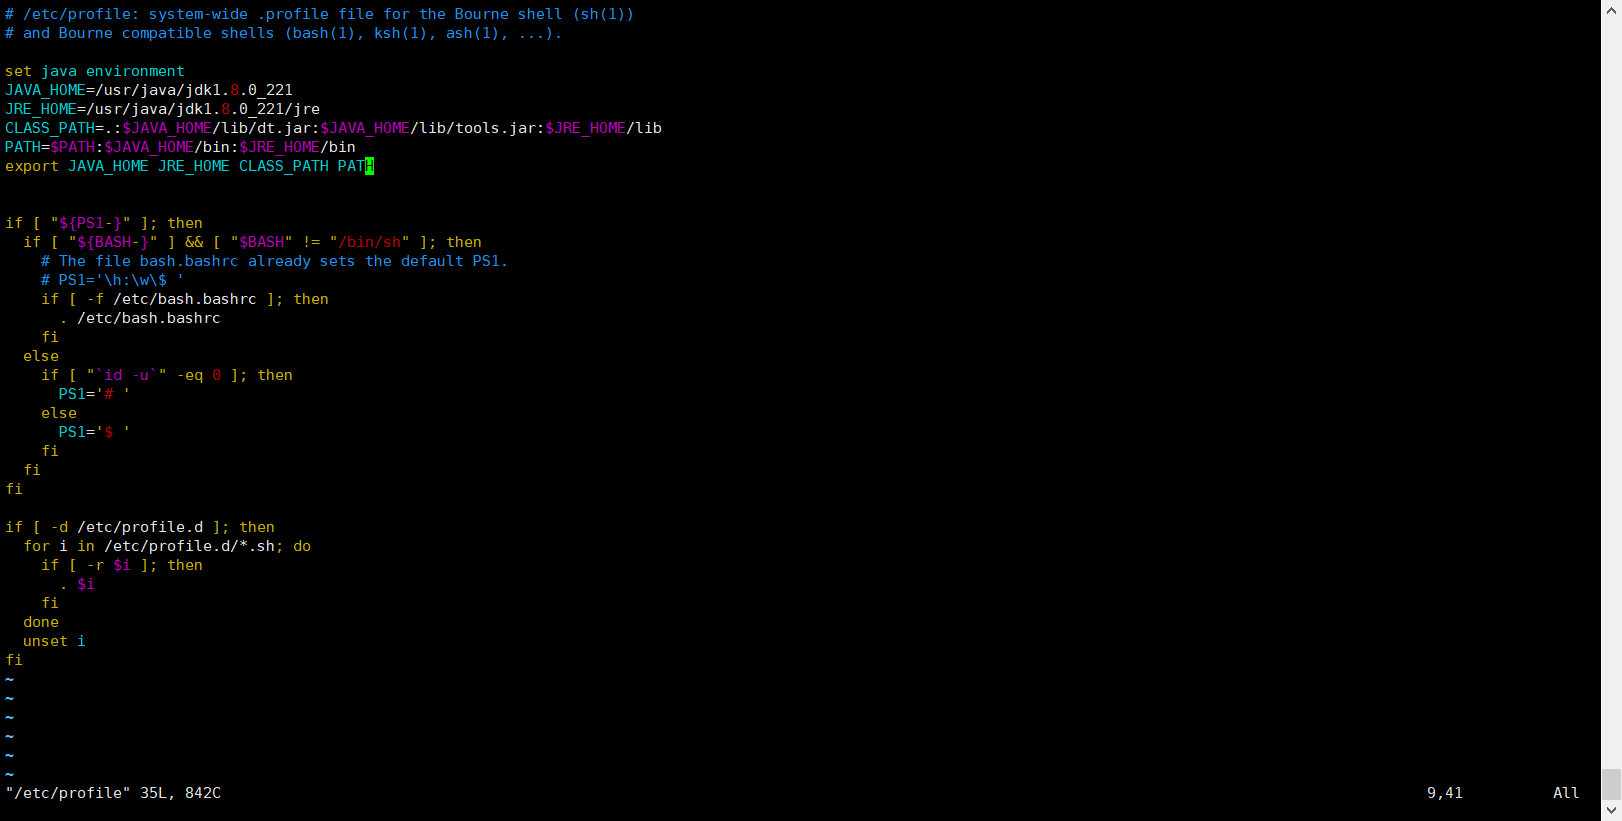 # /etc/profile: system-wide .profile file for the Bourne shell (sh(1))
# and Bourne compatible shells (bash(1), ksh(1), ash(1), ...).

set java environment
JAVA_HOME=/usr/java/jdk1.8.0_221
JRE_HOME=/usr/java/jdk1.8.0_221/jre
CLASS_PATH=.:$JAVA_HOME/lib/dt.jar:$JAVA_HOME/lib/tools.jar:$JRE_HOME/lib
PATH=$PATH:$JAVA_HOME/bin:$JRE_HOME/bin
export JAVA_HOME JRE_HOME CLASS_PATH PATH


if [ "${PS1-}" ]; then
  if [ "${BASH-}" ] && [ "$BASH" != "/bin/sh" ]; then
    # The file bash.bashrc already sets the default PS1.
    # PS1='\h:\w\$ '
    if [ -f /etc/bash.bashrc ]; then
      . /etc/bash.bashrc
    fi
  else
    if [ "`id -u`" -eq 0 ]; then
      PS1='# '
    else
      PS1='$ '
    fi
  fi
fi

if [ -d /etc/profile.d ]; then
  for i in /etc/profile.d/*.sh; do
    if [ -r $i ]; then
      . $i
    fi
  done
  unset i
fi
~
~
~
~
~
~
"/etc/profile" 35L, 842C 9,41 All